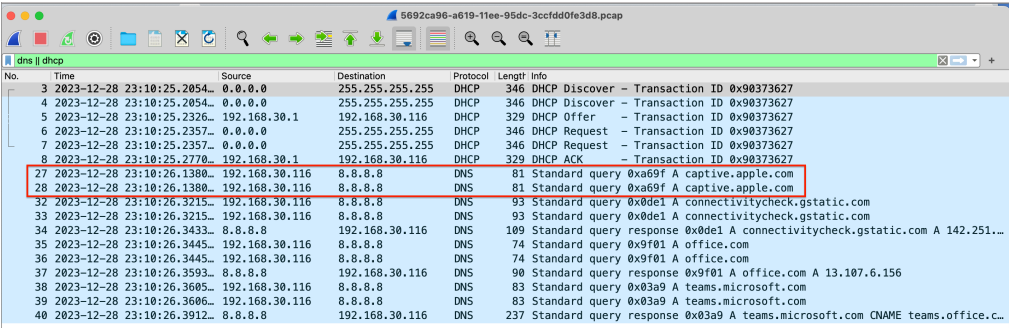 5692ca96-a619-11ee-95dc-3ccfdd0fe3d8.pcap
dns || dhcp
No. Time Source Destination Protocol Length Info
3 2023-12-28 23:10:25.2054… 0.0.0.0 255.255.255.255 DHCP 346 DHCP Discover – Transaction ID 0x90373627
4 2023-12-28 23:10:25.2054… 0.0.0.0 255.255.255.255 DHCP 346 DHCP Discover – Transaction ID 0x90373627
5 2023-12-28 23:10:25.2326… 192.168.30.1 192.168.30.116 DHCP 329 DHCP Offer – Transaction ID 0x90373627
6 2023-12-28 23:10:25.2357… 0.0.0.0 255.255.255.255 DHCP 346 DHCP Request – Transaction ID 0x90373627
7 2023-12-28 23:10:25.2357… 0.0.0.0 255.255.255.255 DHCP 346 DHCP Request – Transaction ID 0x90373627
8 2023-12-28 23:10:25.2770… 192.168.30.1 192.168.30.116 DHCP 329 DHCP ACK – Transaction ID 0x90373627
27 2023-12-28 23:10:26.1380… 192.168.30.116 8.8.8.8 DNS 81 Standard query 0xa69f A captive.apple.com
28 2023-12-28 23:10:26.1380… 192.168.30.116 8.8.8.8 DNS 81 Standard query 0xa69f A captive.apple.com
32 2023-12-28 23:10:26.3215… 192.168.30.116 8.8.8.8 DNS 93 Standard query 0x0de1 A connectivitycheck.gstatic.com
33 2023-12-28 23:10:26.3215… 192.168.30.116 8.8.8.8 DNS 93 Standard query 0x0de1 A connectivitycheck.gstatic.com
34 2023-12-28 23:10:26.3433… 8.8.8.8 192.168.30.116 DNS 109 Standard query response 0x0de1 A connectivitycheck.gstatic.com A 142.251.…
35 2023-12-28 23:10:26.3445… 192.168.30.116 8.8.8.8 DNS 74 Standard query 0x9f01 A office.com
36 2023-12-28 23:10:26.3445… 192.168.30.116 8.8.8.8 DNS 74 Standard query 0x9f01 A office.com
37 2023-12-28 23:10:26.3593… 8.8.8.8 192.168.30.116 DNS 90 Standard query response 0x9f01 A office.com A 13.107.6.156
38 2023-12-28 23:10:26.3605… 192.168.30.116 8.8.8.8 DNS 83 Standard query 0x03a9 A teams.microsoft.com
39 2023-12-28 23:10:26.3606… 192.168.30.116 8.8.8.8 DNS 83 Standard query 0x03a9 A teams.microsoft.com
40 2023-12-28 23:10:26.3912… 8.8.8.8 192.168.30.116 DNS 237 Standard query response 0x03a9 A teams.microsoft.com CNAME teams.office.c…